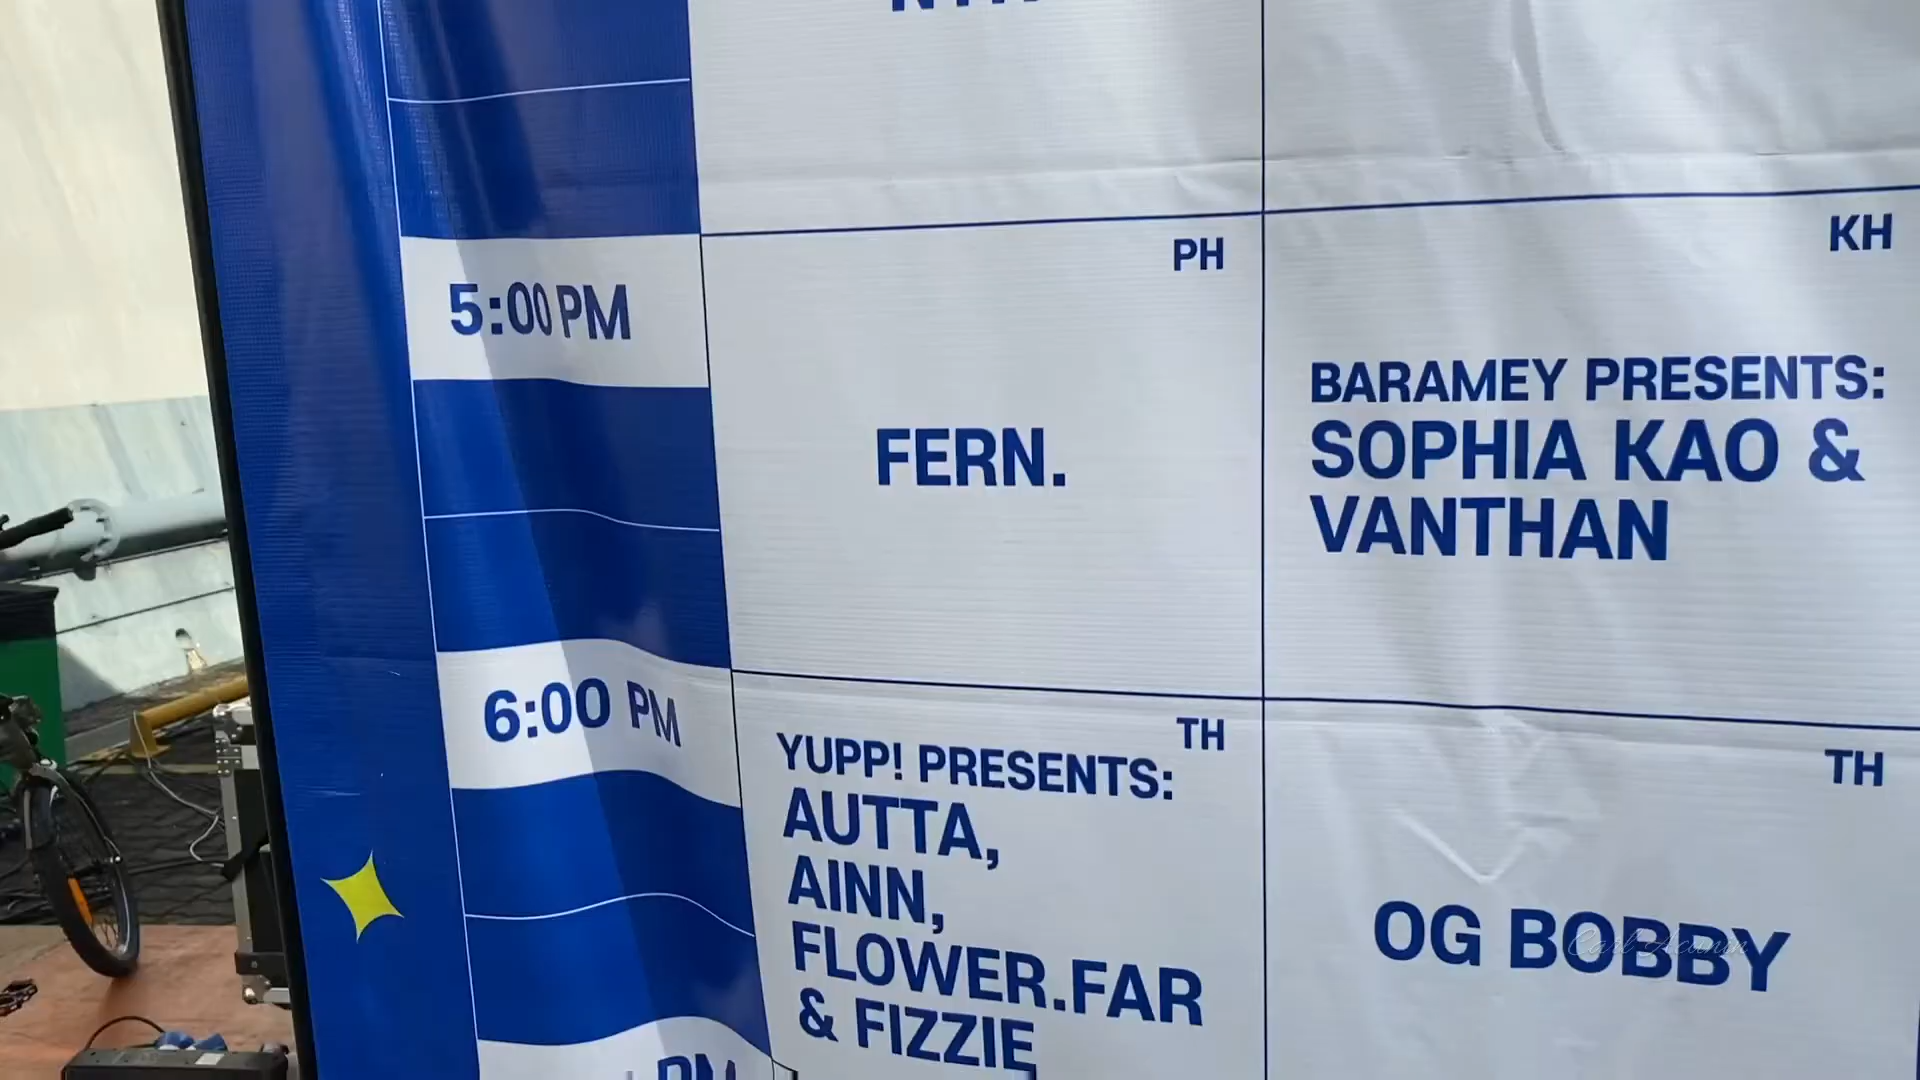 5:00 PM
PH
FERN.
KH
BARAMEY PRESENTS:
SOPHIA KAO &
VANTHAN
6:00 PM
TH
YUPP! PRESENTS:
AUTTA,
AINN,
FLOWER.FAR
& FIZZIE
TH
OG BOBBY
PM